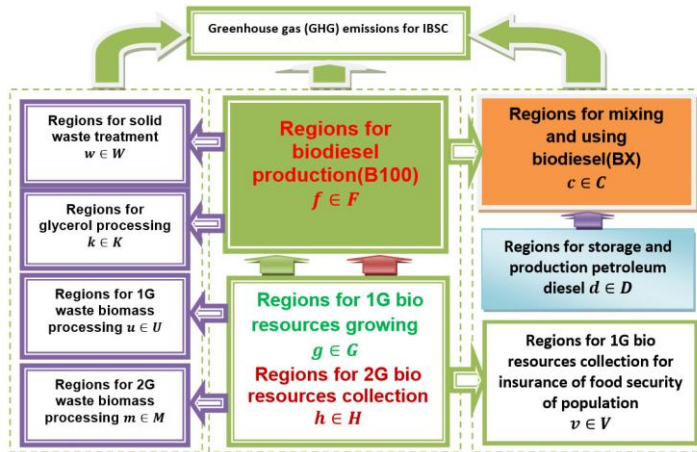 Greenhouse gas (GHG) emissions for IBSC
Regions for solid
waste treatment
w ∈ W
Regions for
glycerol processing
k ∈ K
Regions for 1G
waste biomass
processing u ∈ U
Regions for 2G
waste biomass
processing m ∈ M
Regions for
biodiesel
production(B100)
f ∈ F
Regions for 1G bio
resources growing
g ∈ G
Regions for 2G bio
resources collection
h ∈ H
Regions for mixing
and using
biodiesel(BX)
c ∈ C
Regions for storage and
production petroleum
diesel d ∈ D
Regions for 1G bio
resources collection for
insurance of food security
of population
v ∈ V